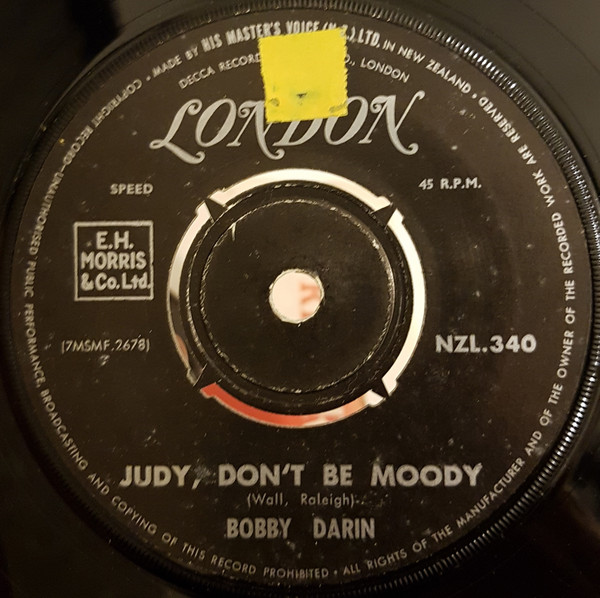 MADE BY HIS MASTER'S VOICE (N.Z.) LTD. IN NEW ZEALAND • ALL RIGHTS OF THE MANUFACTURER AND OF THE OWNER OF THE RECORDED WORK ARE RESERVED •
COPYRIGHT RECORD-UNAUTHORISED PUBLIC PERFORMANCE, BROADCASTING AND COPYING OF THIS RECORD PROHIBITED •
DECCA RECORD LONDON
LONDON
SPEED
45 R.P.M.
E.H.
MORRIS
& Co. Ltd.
(7MSMF.2678)
NZL.340
JUDY, DON'T BE MOODY
(Wall, Raleigh)
BOBBY DARIN